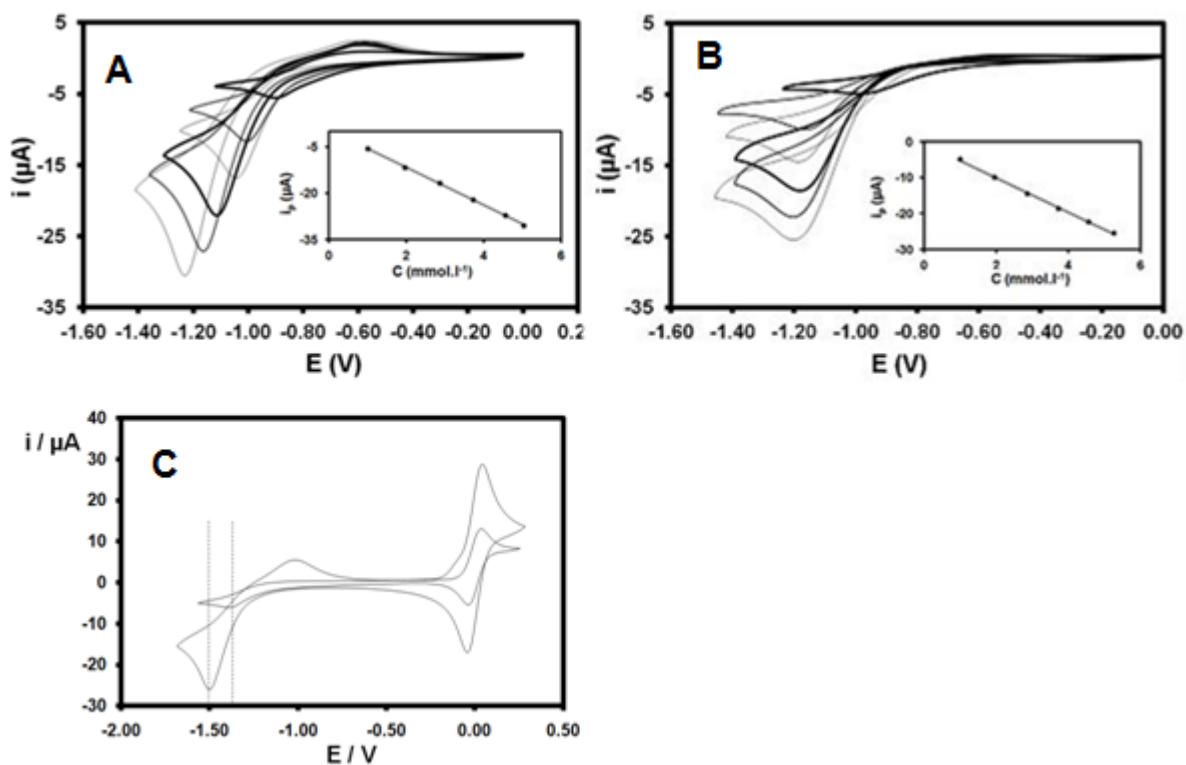 A
5
-5
-15
-25
-35
i (µA)
-1.60 -1.40 -1.20 -1.00 -0.80 -0.60 -0.40 -0.20 0.00 0.2
E (V)
-5
-20
-35
iₚ (µA)
0 2 4 6
C (mmol.l⁻¹)
B
5
-5
-15
-25
-35
i (µA)
-1.60 -1.40 -1.20 -1.00 -0.80 -0.60 -0.40 -0.20 0.00
E (V)
0
-10
-20
-30
iₚ (µA)
0 2 4 6
C (mmol.l⁻¹)
C
i / µA
40
30
20
10
0
-10
-20
-30
-2.00 -1.50 -1.00 -0.50 0.00 0.50
E / V